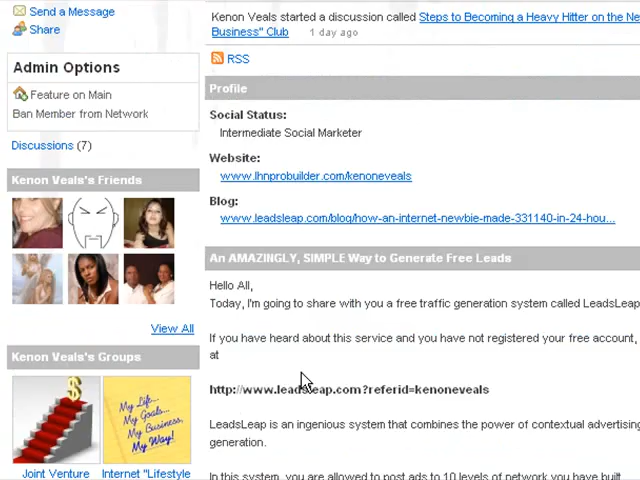 Send a Message
Share
Admin Options
Feature on Main
Ban Member from Network
Discussions (7)
Kenon Veals's Friends
View All
Kenon Veals's Groups
My Life...
My Goals...
My Business,
My Way!
Joint Venture
Internet "Lifestyle
Kenon Veals started a discussion called Steps to Becoming a Heavy Hitter on the Ne
Business" Club 1 day ago
RSS
Profile
Social Status:
Intermediate Social Marketer
Website:
www.lhnprobuilder.com/kenoneveals
Blog:
www.leadsleap.com/blog/how-an-internet-newbie-made-331140-in-24-hou...
An AMAZINGLY, SIMPLE Way to Generate Free Leads
Hello All,
Today, I'm going to share with you a free traffic generation system called LeadsLeap
If you have heard about this service and you have not registered your free account,
at
http://www.leadsleap.com?referid=kenoneveals
LeadsLeap is an ingenious system that combines the power of contextual advertising
generation.
In this system, you are allowed to post ads to 10 levels of network you have built